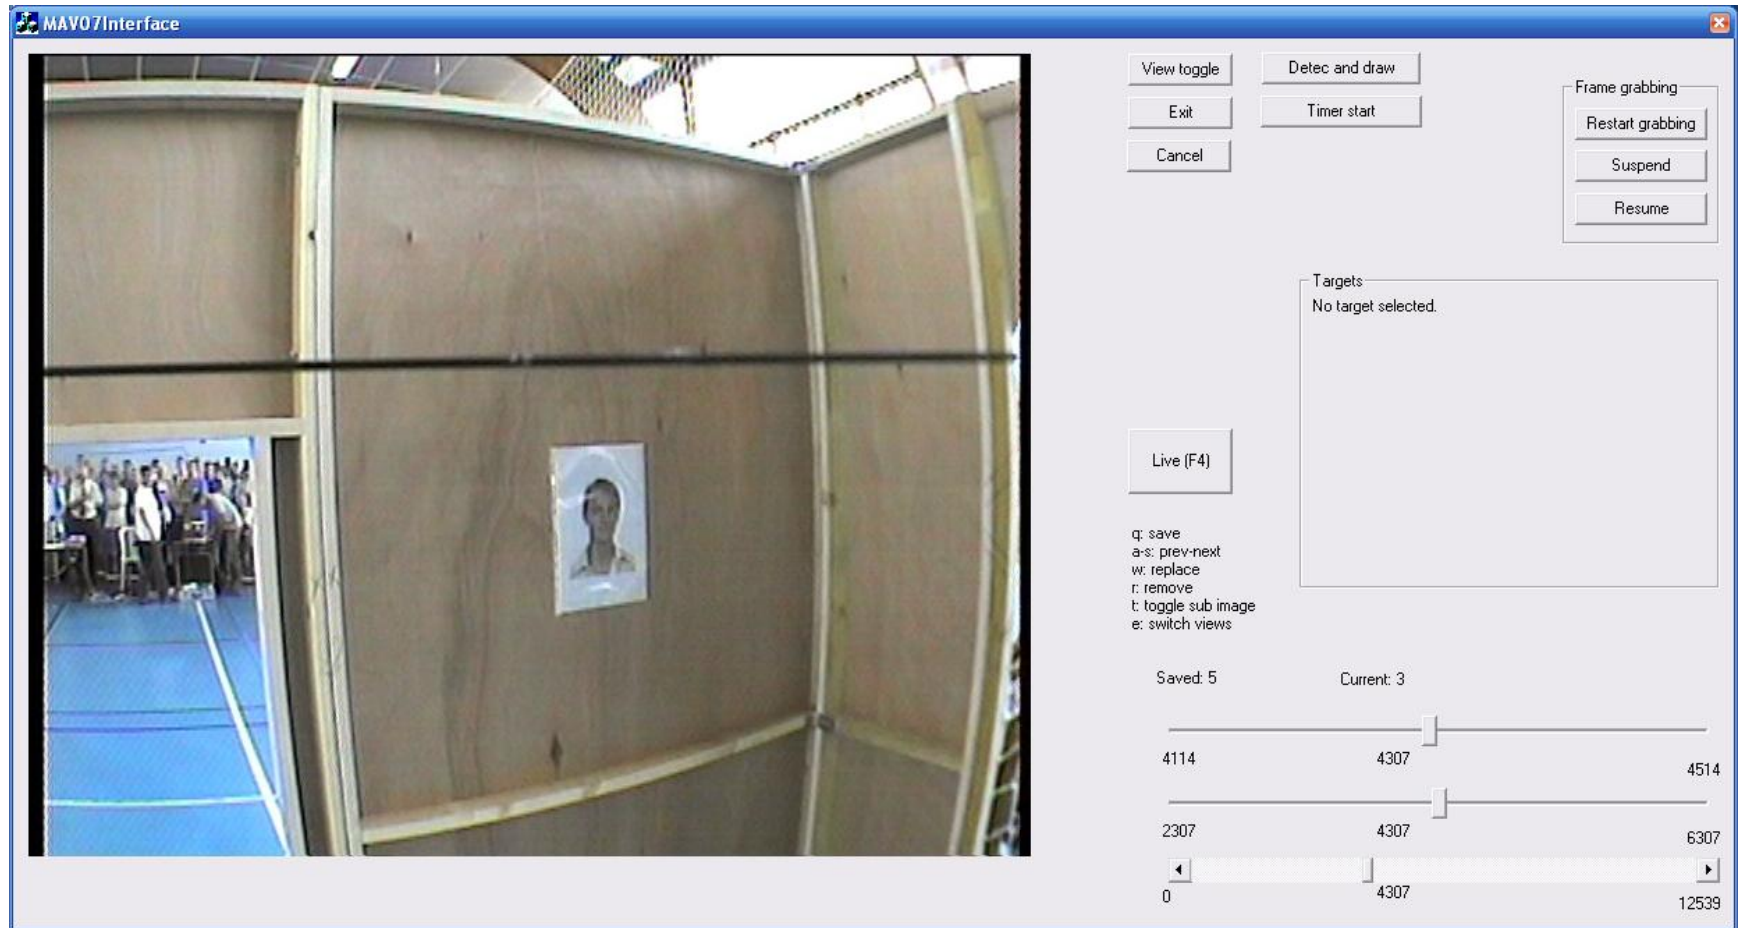 MAV07Interface
View toggle
Detec and draw
Exit
Timer start
Cancel
Frame grabbing
Restart grabbing
Suspend
Resume
Targets
No target selected.
Live (F4)
q: save
a-s: prev-next
w: replace
r: remove
t: toggle sub image
e: switch views
Saved: 5
Current: 3
4114
4307
4514
2307
4307
6307
0
4307
12539